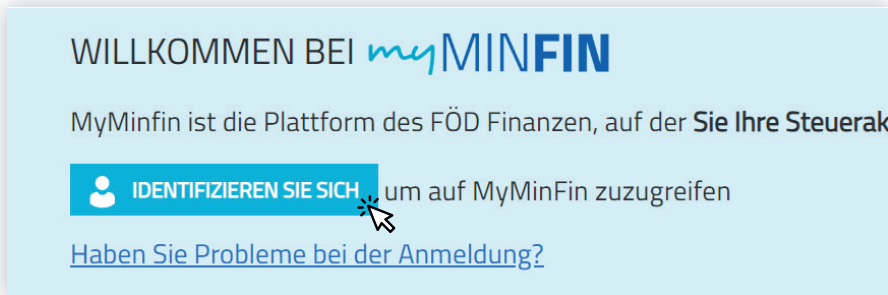 WILLKOMMEN BEI myMINFIN
MyMinfin ist die Plattform des FÖD Finanzen, auf der Sie Ihre Steuerak
IDENTIFIZIEREN SIE SICH um auf MyMinFin zuzugreifen
Haben Sie Probleme bei der Anmeldung?